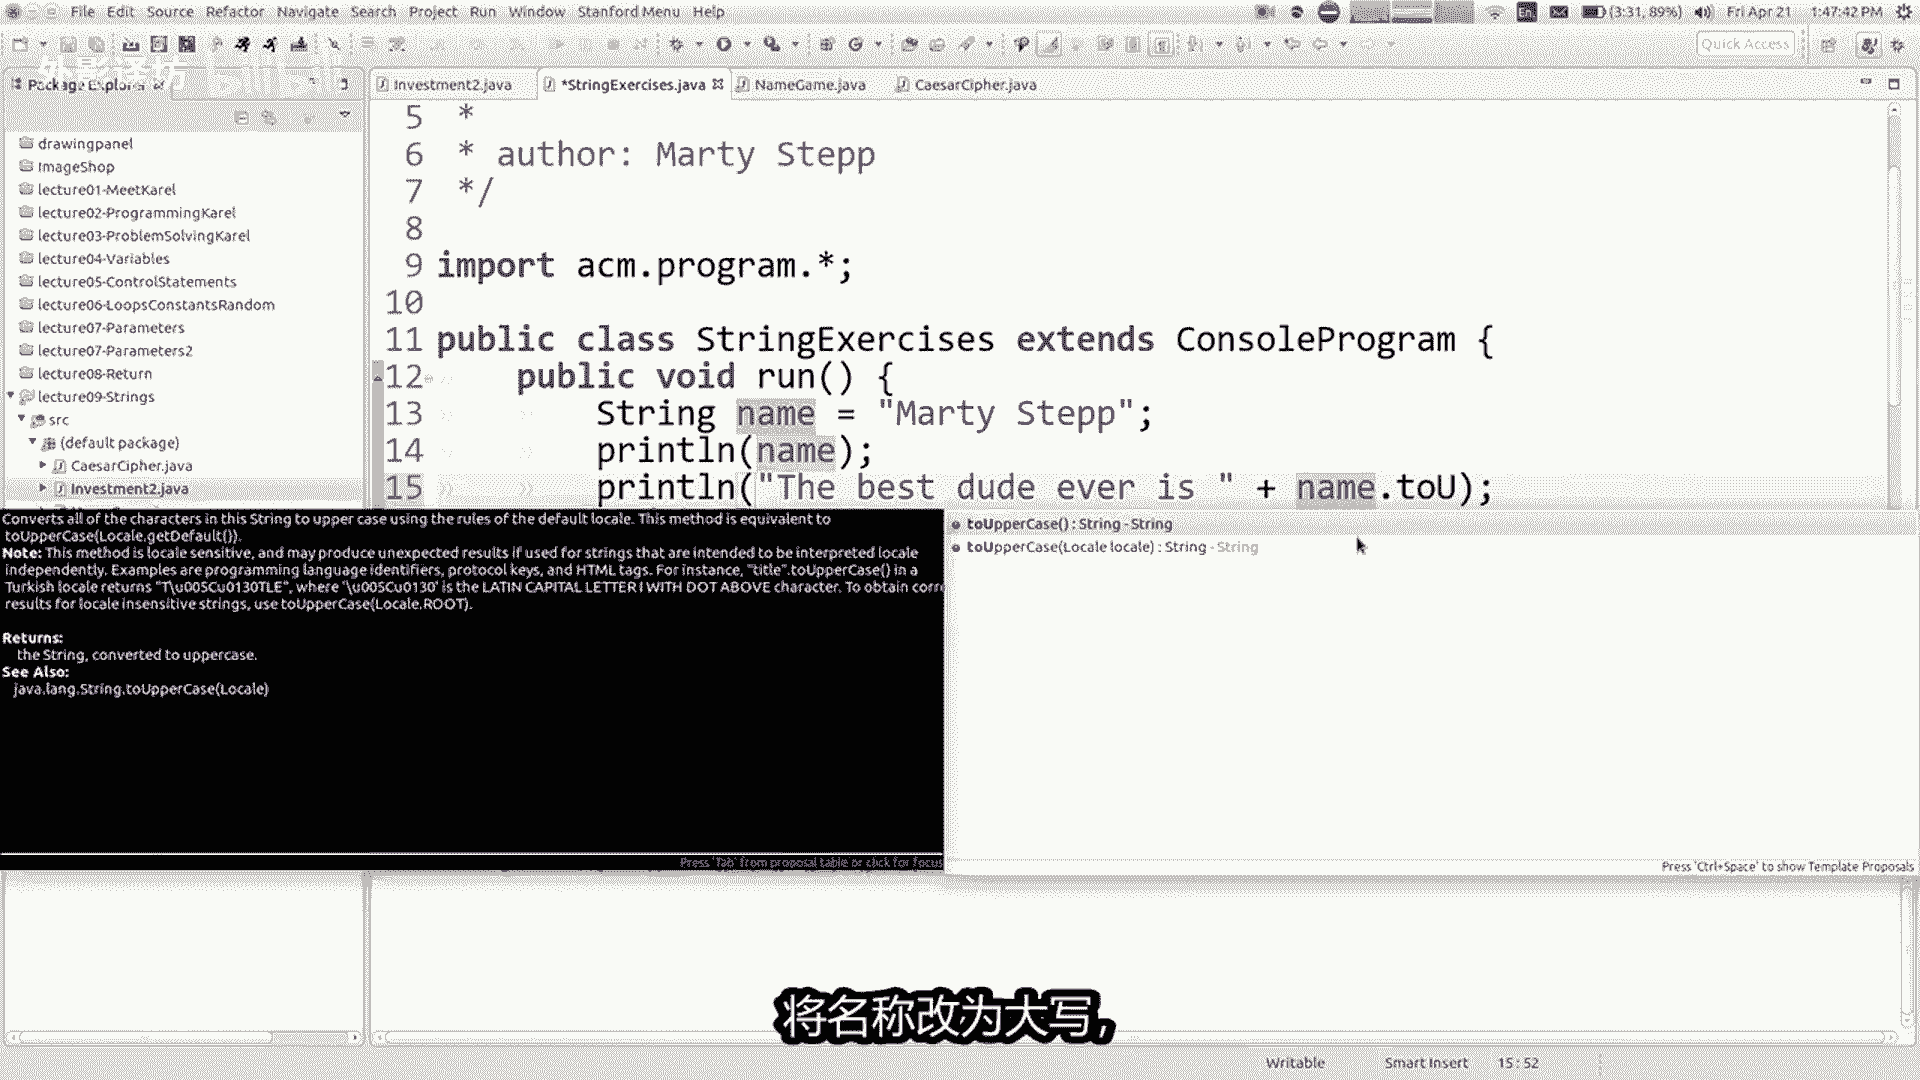 File Edit Source Refactor Navigate Search Project Run Window Stanford Menu Help
En (3:31, 89%) Fri Apr 21 1:47:42 PM
Quick Access
Package Explorer
Investment2.java
*StringExercises.java
NameGame.java
CaesarCipher.java
drawingpanel
ImageShop
lecture01-MeetKarel
lecture02-ProgrammingKarel
lecture03-ProblemSolvingKarel
lecture04-Variables
lecture05-ControlStatements
lecture06-LoopsConstantsRandom
lecture07-Parameters
lecture07-Parameters2
lecture08-Return
lecture09-Strings
src
(default package)
CaesarCipher.java
Investment2.java
5 *
6 * author: Marty Stepp
7 */
8
9 import acm.program.*;
10
11 public class StringExercises extends ConsoleProgram {
12 public void run() {
13 String name = "Marty Stepp";
14 println(name);
15 println("The best dude ever is " + name.toU);
Converts all of the characters in this String to upper case using the rules of the default locale. This method is equivalent to
toUpperCase(Locale.getDefault()).
Note: This method is locale sensitive, and may produce unexpected results if used for strings that are intended to be interpreted locale
independently. Examples are programming language identifiers, protocol keys, and HTML tags. For instance, "title".toUpperCase() in a
Turkish locale returns "T\u005Cu0130TLE", where '\u005Cu0130' is the LATIN CAPITAL LETTER I WITH DOT ABOVE character. To obtain corre
results for locale insensitive strings, use toUpperCase(Locale.ROOT).
Returns:
the String, converted to uppercase.
See Also:
java.lang.String.toUpperCase(Locale)
Press 'Tab' from proposal table or click for focus
toUpperCase() : String - String
toUpperCase(Locale locale) : String - String
Press 'Ctrl+Space' to show Template Proposals
将名称改为大写,
Writable Smart Insert 15 : 52